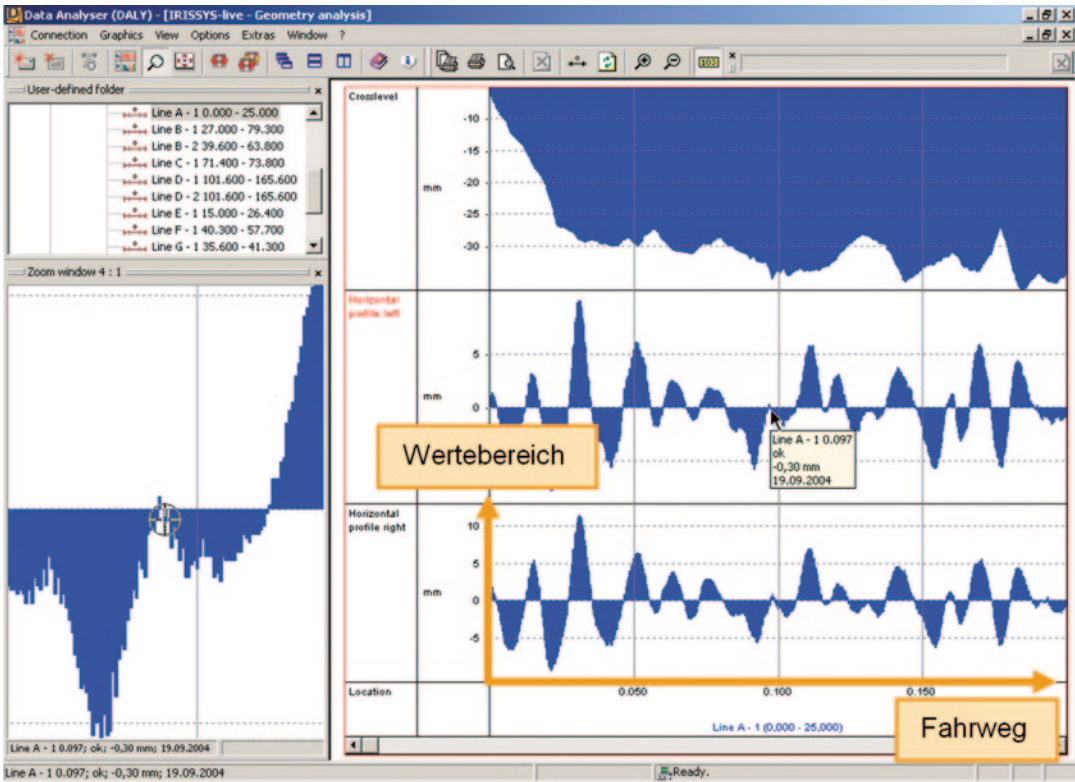 Data Analyser (DALY) - [IRISSYS-live - Geometry analysis]
Connection Graphics View Options Extras Window ?
User-defined folder
Line A - 1 0.000 - 25.000
Line B - 1 27.000 - 79.300
Line B - 2 39.600 - 63.800
Line C - 1 71.400 - 73.800
Line D - 1 101.600 - 165.600
Line D - 2 101.600 - 165.600
Line E - 1 15.000 - 26.400
Line F - 1 40.300 - 57.700
Line G - 1 35.600 - 41.300
Zoom window 4 : 1
Line A - 1 0.097; ok; -0,30 mm; 19.09.2004
Crosslevel
mm
-10
-15
-20
-25
-30
Horizontal
profile left
mm
5
0
Line A - 1 0.097
ok
-0,30 mm
19.09.2004
Wertebereich
Horizontal
profile right
mm
10
5
0
-5
Location
0.050 0.100 0.150
Line A - 1 (0,000 - 25,000)
Fahrweg
Line A - 1 0.097; ok; -0,30 mm; 19.09.2004
Ready.